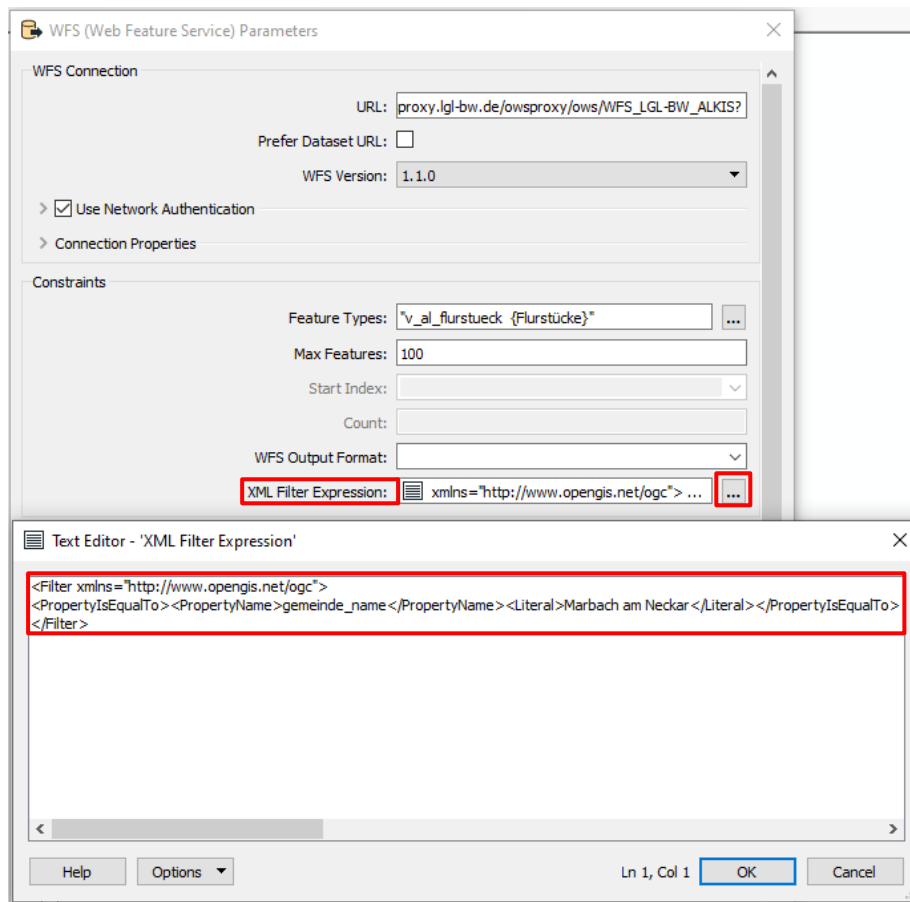 WFS (Web Feature Service) Parameters
WFS Connection
URL: proxy.lgl-bw.de/owsproxy/ows/WFS_LGL-BW_ALKIS?
Prefer Dataset URL:
WFS Version: 1.1.0
Use Network Authentication
Connection Properties
Constraints
Feature Types: "v_al_flurstueck {Flurstücke}" ...
Max Features: 100
Start Index:
Count:
WFS Output Format:
XML Filter Expression: xmlns="http://www.opengis.net/ogc"> ... ...
Text Editor - 'XML Filter Expression'
<Filter xmlns="http://www.opengis.net/ogc">
<PropertyIsEqualTo><PropertyName>gemeinde_name</PropertyName><Literal>Marbach am Neckar</Literal></PropertyIsEqualTo>
</Filter>
Help Options Ln 1, Col 1 OK Cancel